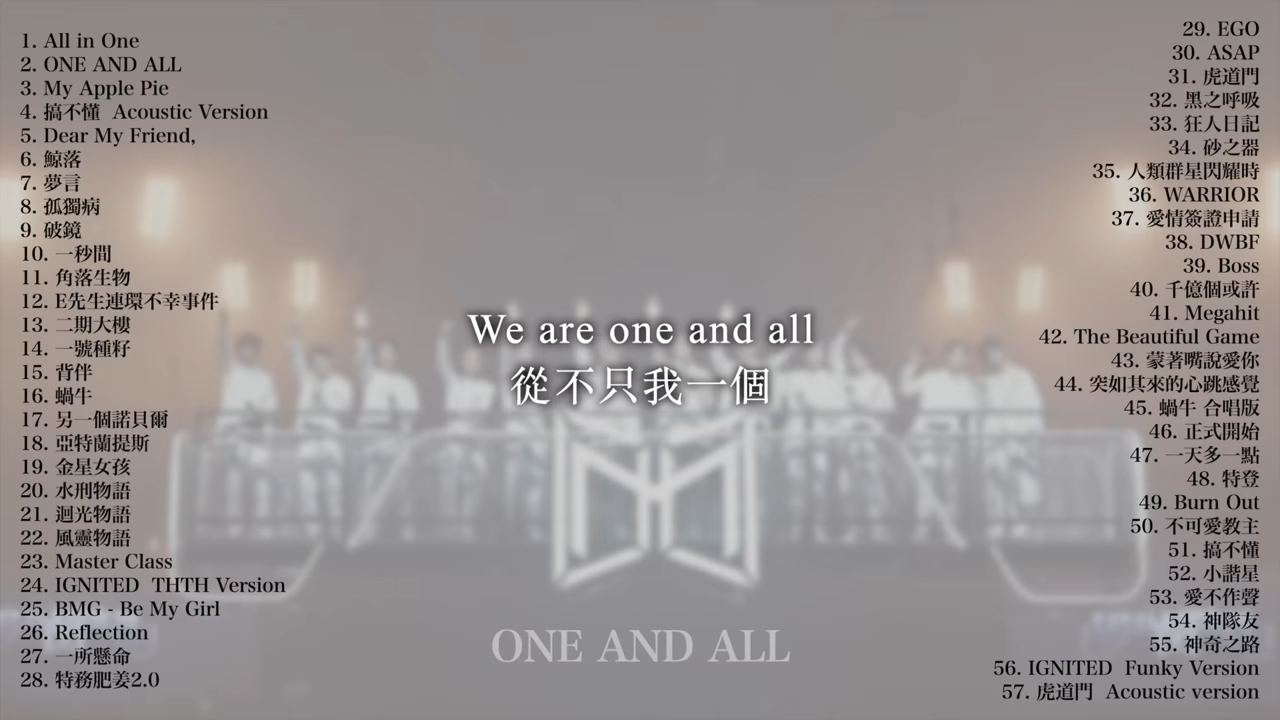 1. All in One
2. ONE AND ALL
3. My Apple Pie
4. 搞不懂  Acoustic Version
5. Dear My Friend,
6. 鯨落
7. 夢言
8. 孤獨病
9. 破鏡
10. 一秒間
11. 角落生物
12. E先生連環不幸事件
13. 二期大樓
14. 一號種籽
15. 背伴
16. 蝸牛
17. 另一個諾貝爾
18. 亞特蘭提斯
19. 金星女孩
20. 水刑物語
21. 迴光物語
22. 風靈物語
23. Master Class
24. IGNITED  THTH Version
25. BMG - Be My Girl
26. Reflection
27. 一所懸命
28. 特務肥姜2.0
We are one and all
從不只我一個
ONE AND ALL
29. EGO
30. ASAP
31. 虎道門
32. 黑之呼吸
33. 狂人日記
34. 砂之器
35. 人類群星閃耀時
36. WARRIOR
37. 愛情簽證申請
38. DWBF
39. Boss
40. 千億個或許
41. Megahit
42. The Beautiful Game
43. 蒙著嘴說愛你
44. 突如其來的心跳感覺
45. 蝸牛 合唱版
46. 正式開始
47. 一天多一點
48. 特登
49. Burn Out
50. 不可愛教主
51. 搞不懂
52. 小諧星
53. 愛不作聲
54. 神隊友
55. 神奇之路
56. IGNITED  Funky Version
57. 虎道門  Acoustic version